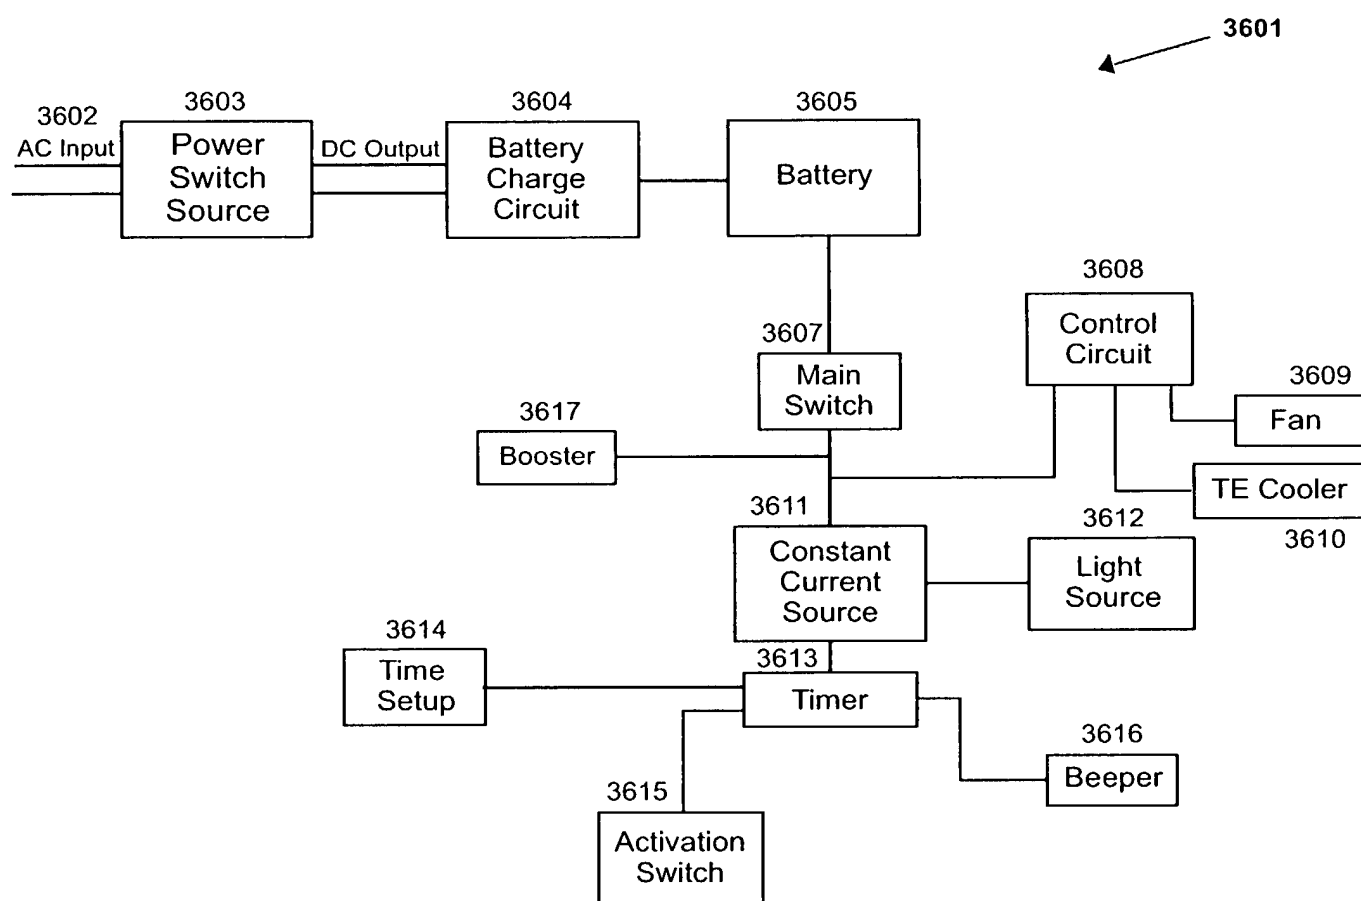 3601
3602
AC Input
3603
Power
Switch
Source
DC Output
3604
Battery
Charge
Circuit
3605
Battery
3607
Main
Switch
3608
Control
Circuit
3609
Fan
TE Cooler
3610
3617
Booster
3611
Constant
Current
Source
3612
Light
Source
3613
Timer
3614
Time
Setup
3615
Activation
Switch
3616
Beeper